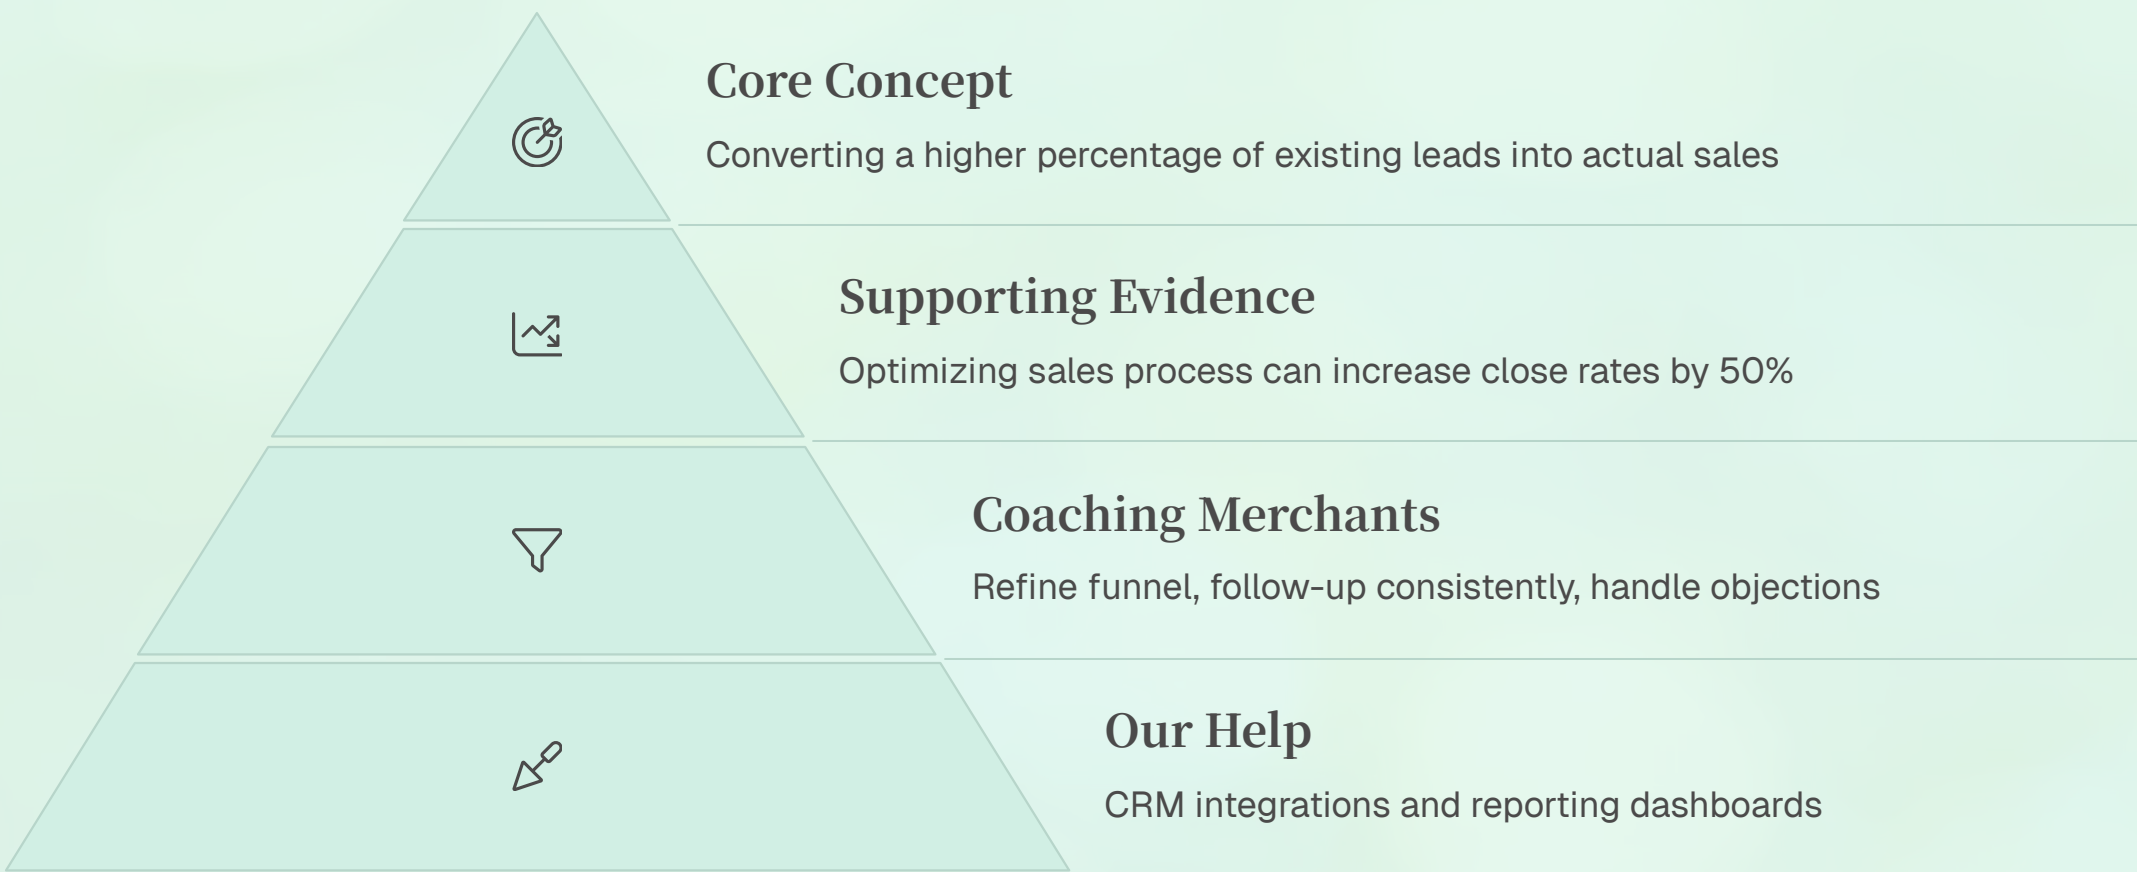 Core Concept
Converting a higher percentage of existing leads into actual sales
Supporting Evidence
Optimizing sales process can increase close rates by 50%
Coaching Merchants
Refine funnel, follow-up consistently, handle objections
Our Help
CRM integrations and reporting dashboards